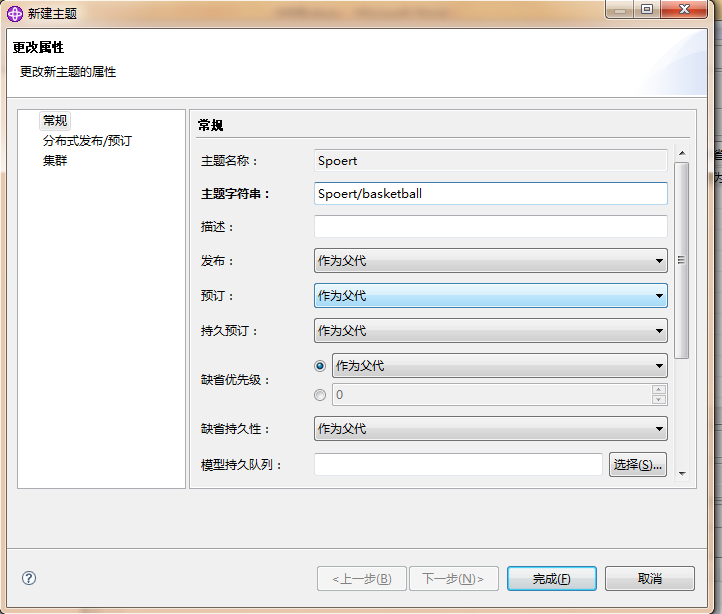 新建主题
更改属性
更改新主题的属性
常规
分布式发布/预订
集群
常规
主题名称：
Spoert
主题字符串：
Spoert/basketball
描述：
发布：
作为父代
预订：
作为父代
持久预订：
作为父代
缺省优先级：
作为父代
0
缺省持久性：
作为父代
模型持久队列：
选择(S)...
<上一步(B)
下一步(N)>
完成(F)
取消